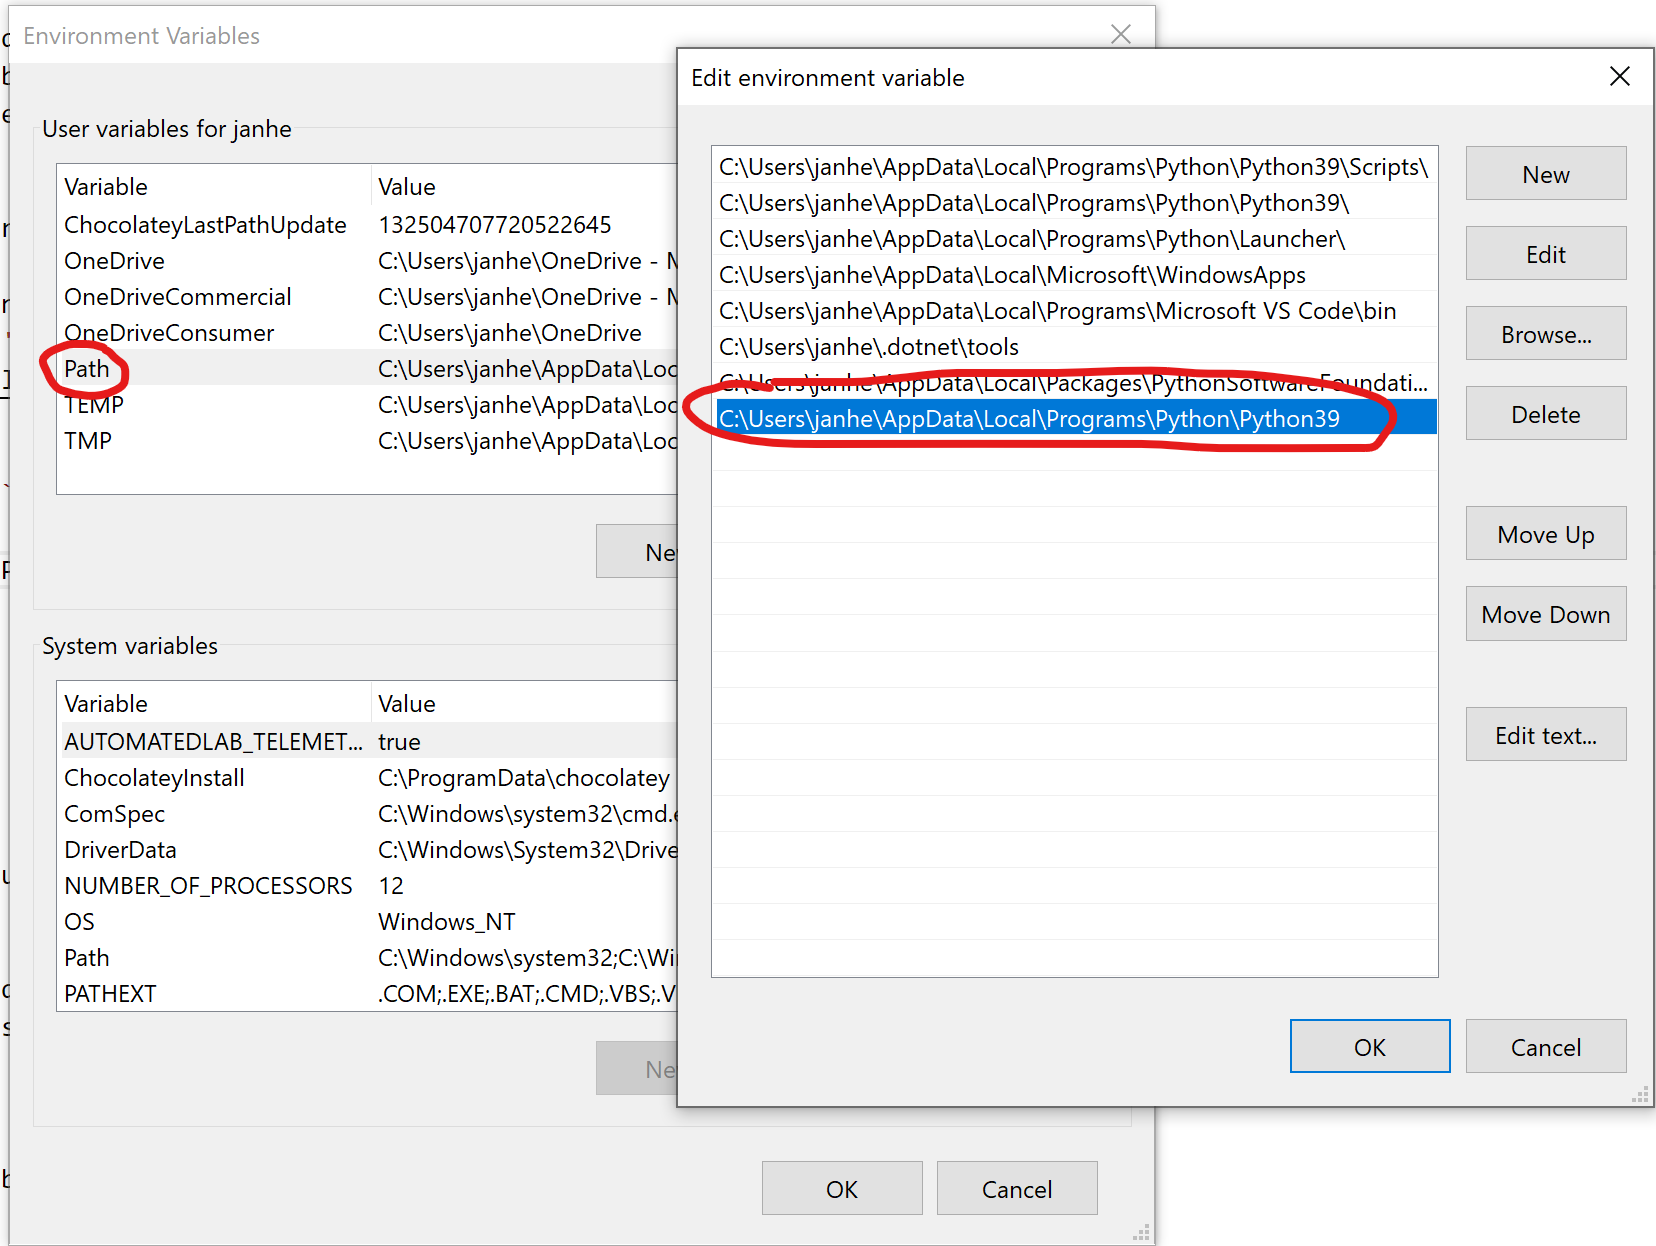 Environment Variables
User variables for janhe
Variable Value
ChocolateyLastPathUpdate 132504707720522645
OneDrive C:\Users\janhe\OneDrive - M
OneDriveCommercial C:\Users\janhe\OneDrive - M
OneDriveConsumer C:\Users\janhe\OneDrive
Path C:\Users\janhe\AppData\Loc
TEMP C:\Users\janhe\AppData\Loc
TMP C:\Users\janhe\AppData\Loc
Ne
System variables
Variable Value
AUTOMATEDLAB_TELEMET... true
ChocolateyInstall C:\ProgramData\chocolatey
ComSpec C:\Windows\system32\cmd.e
DriverData C:\Windows\System32\Drive
NUMBER_OF_PROCESSORS 12
OS Windows_NT
Path C:\Windows\system32;C:\Wi
PATHEXT .COM;.EXE;.BAT;.CMD;.VBS;.V
Ne
OK
Cancel
Edit environment variable
C:\Users\janhe\AppData\Local\Programs\Python\Python39\Scripts\
C:\Users\janhe\AppData\Local\Programs\Python\Python39\
C:\Users\janhe\AppData\Local\Programs\Python\Launcher\
C:\Users\janhe\AppData\Local\Microsoft\WindowsApps
C:\Users\janhe\AppData\Local\Programs\Microsoft VS Code\bin
C:\Users\janhe\.dotnet\tools
C:\Users\janhe\AppData\Local\Packages\PythonSoftwareFoundati...
C:\Users\janhe\AppData\Local\Programs\Python\Python39
New
Edit
Browse...
Delete
Move Up
Move Down
Edit text...
OK
Cancel